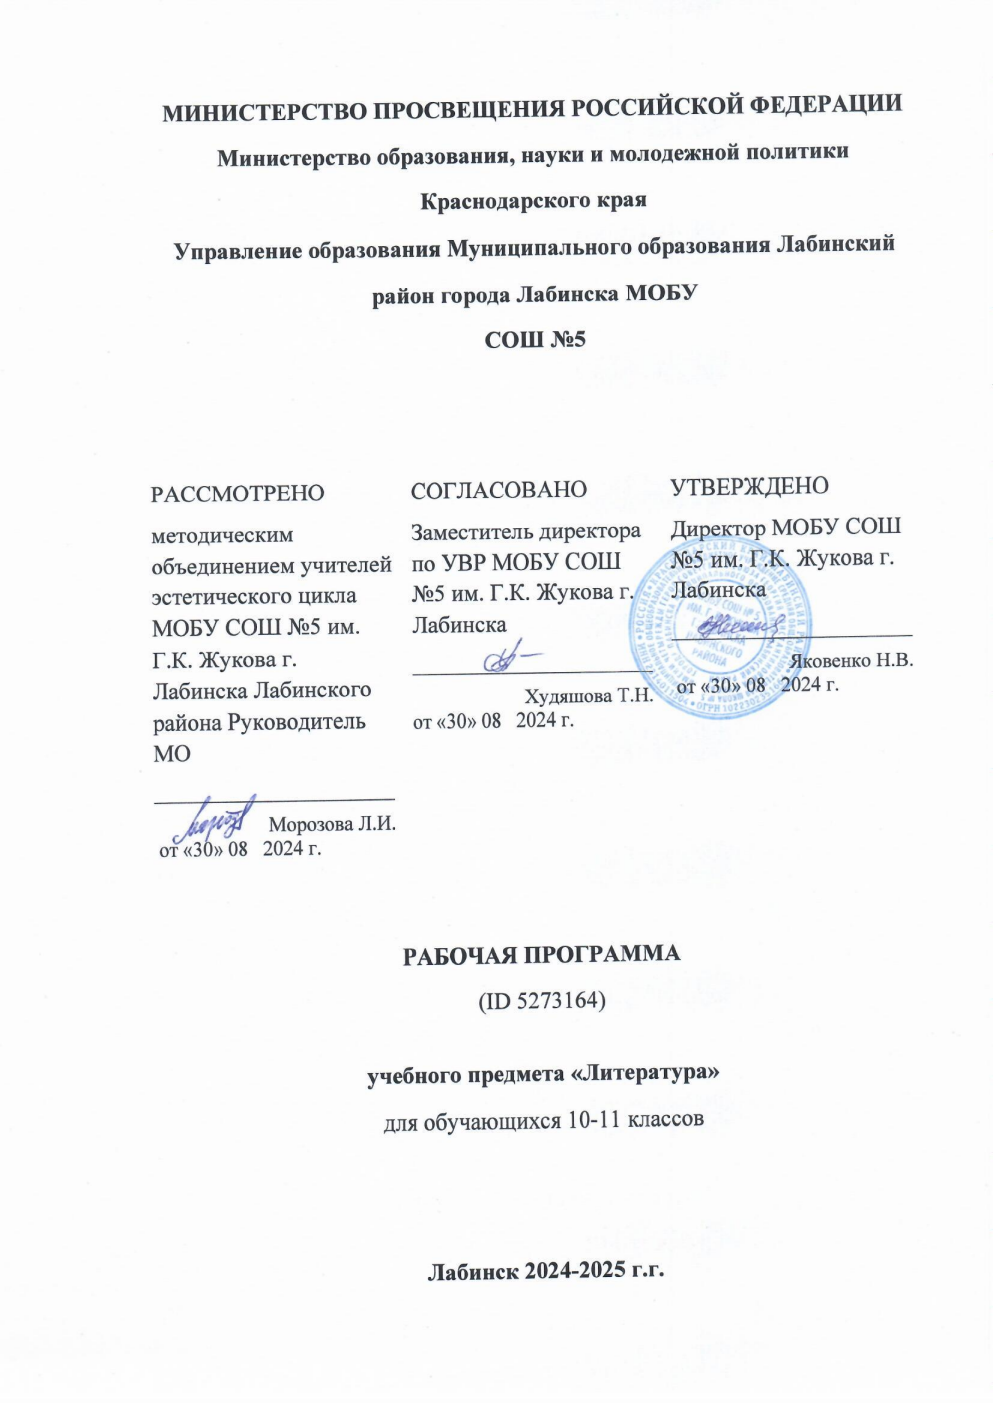 МИНИСТЕРСТВО ПРОСВЕЩЕНИЯ РОССИЙСКОЙ ФЕДЕРАЦИИ
Министерство образования, науки и молодежной политики
Краснодарского края
Управление образования Муниципального образования Лабинский
район города Лабинска МОБУ
СОШ №5
РАССМОТРЕНО
методическим
объединением учителей
эстетического цикла
МОБУ СОШ №5 им.
Г.К. Жукова г.
Лабинска Лабинского
района Руководитель
МО
Морозова Л.И.
от «30» 08 2024 г.
СОГЛАСОВАНО
Заместитель директора
по УВР МОБУ СОШ
№5 им. Г.К. Жукова г.
Лабинска
Худяшова Т.Н.
от «30» 08 2024 г.
УТВЕРЖДЕНО
Директор МОБУ СОШ
№5 им. Г.К. Жукова г.
Лабинска
Яковенко Н.В.
от «30» 08 2024 г.
РАБОЧАЯ ПРОГРАММА
(ID 5273164)
учебного предмета «Литература»
для обучающихся 10-11 классов
Лабинск 2024-2025 г.г.